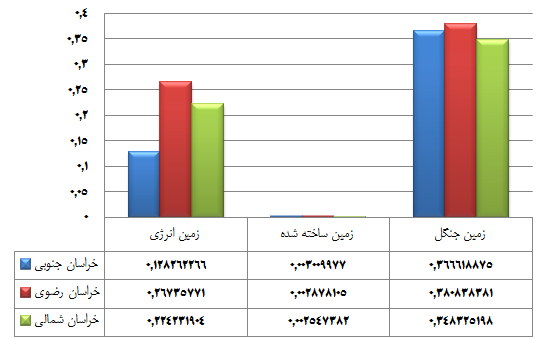 ۰,۴
۰,۳۵
۰,۳
۰,۲۵
۰,۲
۰,۱۵
۰,۱
۰,۰۵
۰
زمین انرژی	زمین ساخته شده	زمین جنگل
خراسان جنوبی	۰,۱۲۸۲۶۲۲۶۶	۰,۰۰۳۰۰۹۹۷۷	۰,۳۶۶۶۱۸۸۷۵
خراسان رضوی	۰,۲۶۷۳۵۷۷۱	۰,۰۰۲۸۷۸۱۰۵	۰,۳۸۰۸۳۸۳۸۱
خراسان شمالی	۰,۲۲۴۲۳۱۹۰۴	۰,۰۰۲۵۴۷۳۸۲	۰,۳۴۸۳۲۵۱۹۸